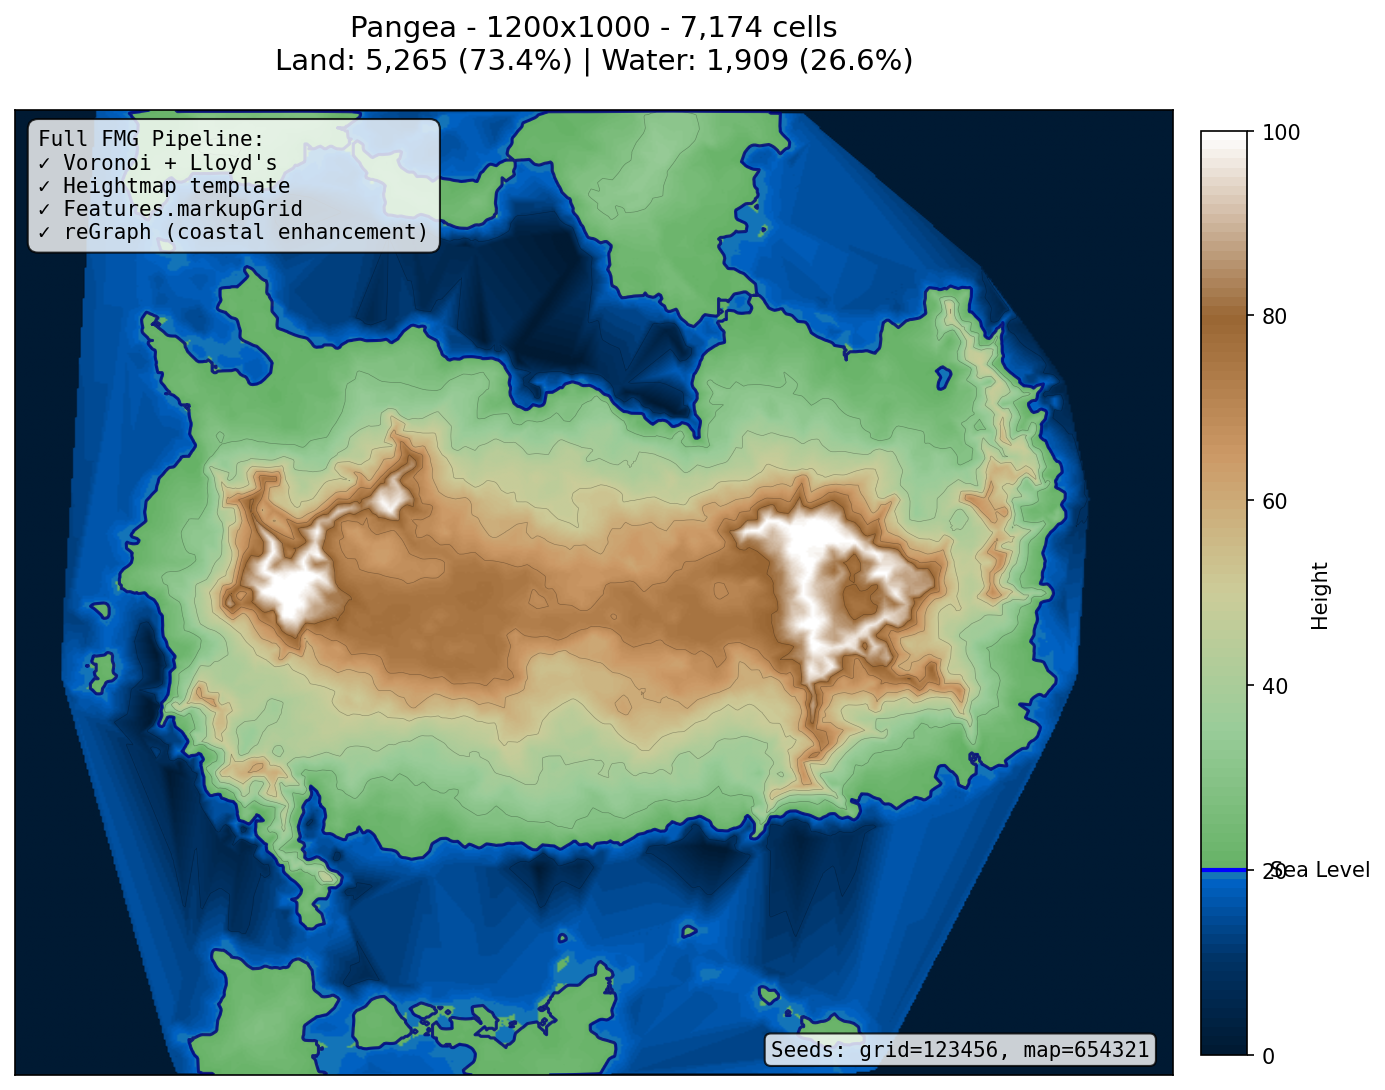 Pangea - 1200x1000 - 7,174 cells
Land: 5,265 (73.4%) | Water: 1,909 (26.6%)
Full FMG Pipeline:
✓ Voronoi + Lloyd's
✓ Heightmap template
✓ Features.markupGrid
✓ reGraph (coastal enhancement)
100
80
60
40
20
0
Sea Level
Height
Seeds: grid=123456, map=654321